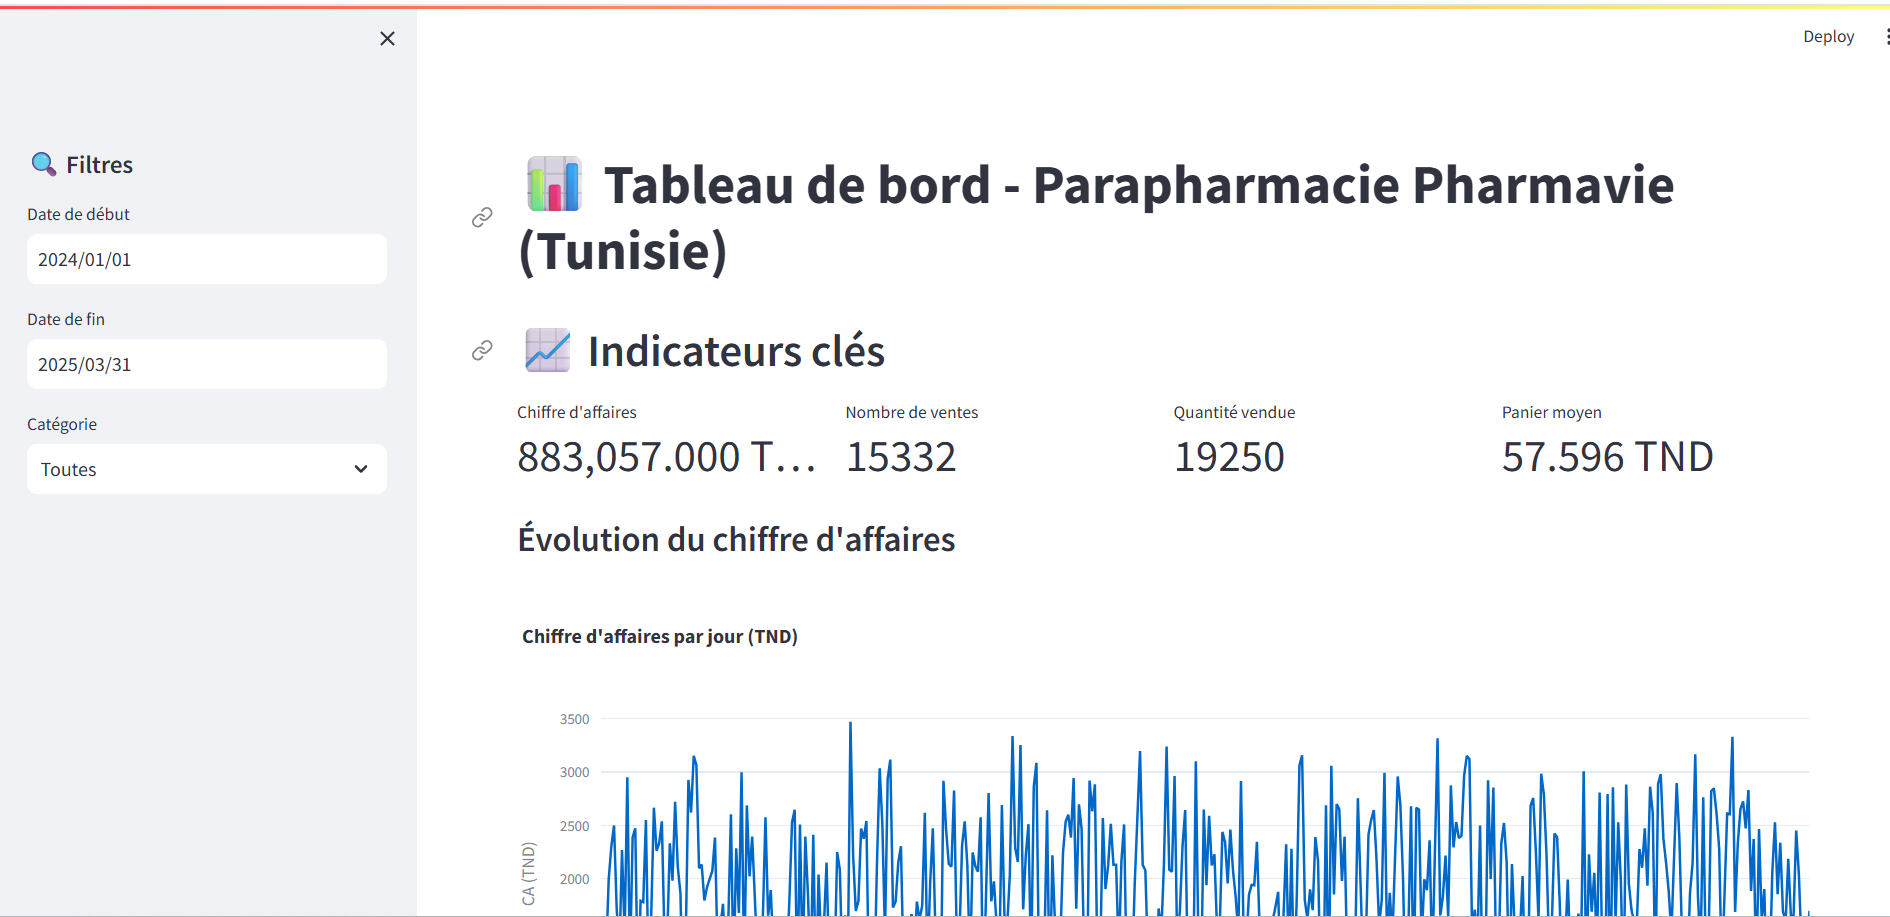 Deploy
Filtres
Date de début
2024/01/01
Date de fin
2025/03/31
Catégorie
Toutes
Tableau de bord - Parapharmacie Pharmavie
(Tunisie)
Indicateurs clés
Chiffre d'affaires
883,057.000 T...
Nombre de ventes
15332
Quantité vendue
19250
Panier moyen
57.596 TND
Évolution du chiffre d'affaires
Chiffre d'affaires par jour (TND)
3500
3000
2500
2000
CA (TND)